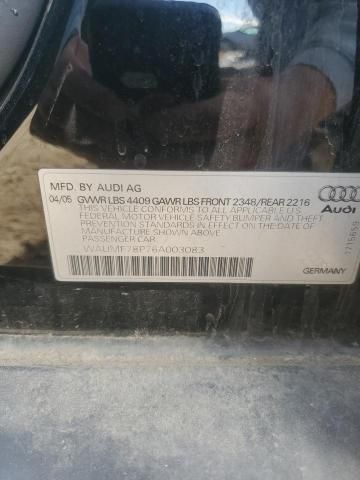 MFD. BY AUDI AG
04/05 GVWR LBS 4409 GAWR LBS FRONT 2348/REAR 2216
THIS VEHICLE CONFORMS TO ALL APPLICABLE U.S.
FEDERAL MOTOR VEHICLE SAFETY, BUMPER AND THEFT
PREVENTION STANDARDS IN EFFECT ON THE DATE OF
MANUFACTURE SHOWN ABOVE
PASSENGER CAR
WAUMF78P76A003083
Audi
GERMANY